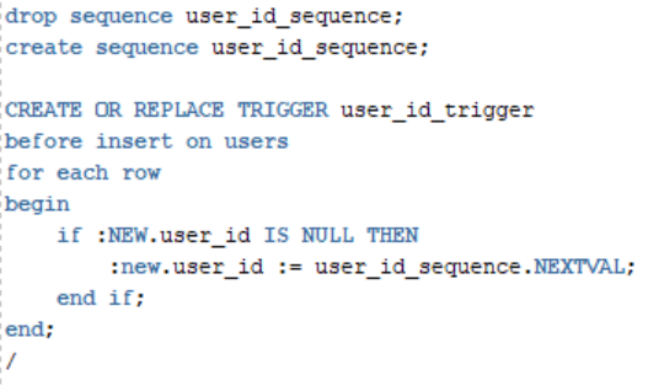 drop sequence user_id_sequence;
create sequence user_id_sequence;
CREATE OR REPLACE TRIGGER user_id_trigger
before insert on users
for each row
begin
if :NEW.user_id IS NULL THEN
:new.user_id := user_id_sequence.NEXTVAL;
end if;
end;
/